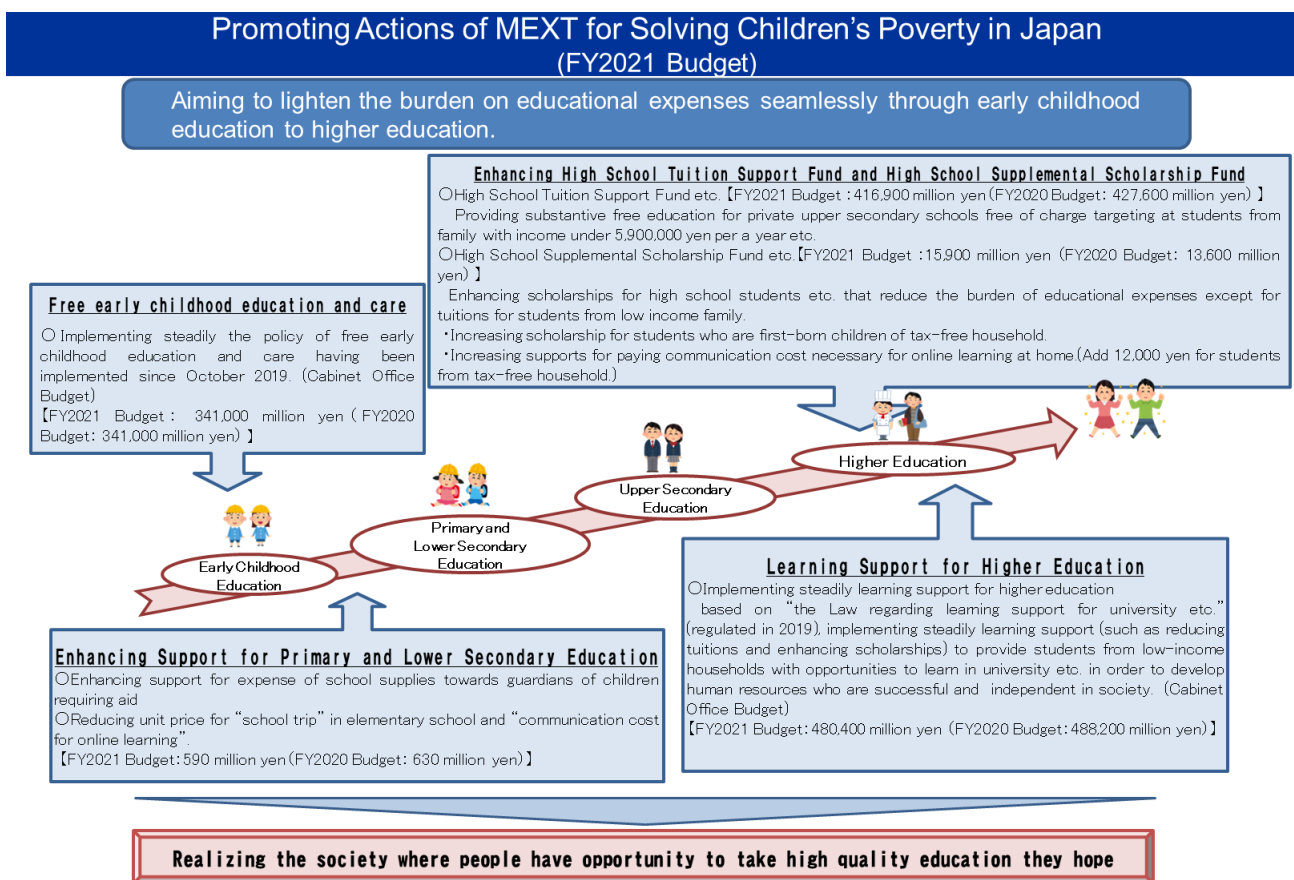 Promoting Actions of MEXT for Solving Children's Poverty in Japan
(FY2021 Budget)
Aiming to lighten the burden on educational expenses seamlessly through early childhood
education to higher education.
Enhancing High School Tuition Support Fund and High School Supplemental Scholarship Fund
○High School Tuition Support Fund etc.【FY2021 Budget :416,900 million yen (FY2020 Budget: 427,600 million yen) 】
Providing substantive free education for private upper secondary schools free of charge targeting at students from
family with income under 5,900,000 yen per a year etc.
○High School Supplemental Scholarship Fund etc.【FY2021 Budget :15,900 million yen (FY2020 Budget: 13,600 million
yen) 】
Enhancing scholarships for high school students etc. that reduce the burden of educational expenses except for
tuitions for students from low income family.
・Increasing scholarship for students who are first-born children of tax-free household.
・Increasing supports for paying communication cost necessary for online learning at home.(Add 12,000 yen for students
from tax-free household.)
Free early childhood education and care
○ Implementing steadily the policy of free early
childhood education and care having been
implemented since October 2019. (Cabinet Office
Budget)
【FY2021 Budget : 341,000 million yen ( FY2020
Budget: 341,000 million yen) 】
Higher Education
Upper Secondary
Education
Primary and
Lower Secondary
Education
Early Childhood
Education
Enhancing Support for Primary and Lower Secondary Education
○Enhancing support for expense of school supplies towards guardians of children
requiring aid
○Reducing unit price for "school trip" in elementary school and "communication cost
for online learning".
【FY2021 Budget: 590 million yen (FY2020 Budget: 630 million yen)】
Learning Support for Higher Education
○Implementing steadily learning support for higher education
based on "the Law regarding learning support for university etc."
(regulated in 2019), implementing steadily learning support (such as reducing
tuitions and enhancing scholarships) to provide students from low-income
households with opportunities to learn in university etc. in order to develop
human resources who are successful and independent in society. (Cabinet
Office Budget)
【FY2021 Budget: 480,400 million yen (FY2020 Budget: 488,200 million yen)】
Realizing the society where people have opportunity to take high quality education they hope